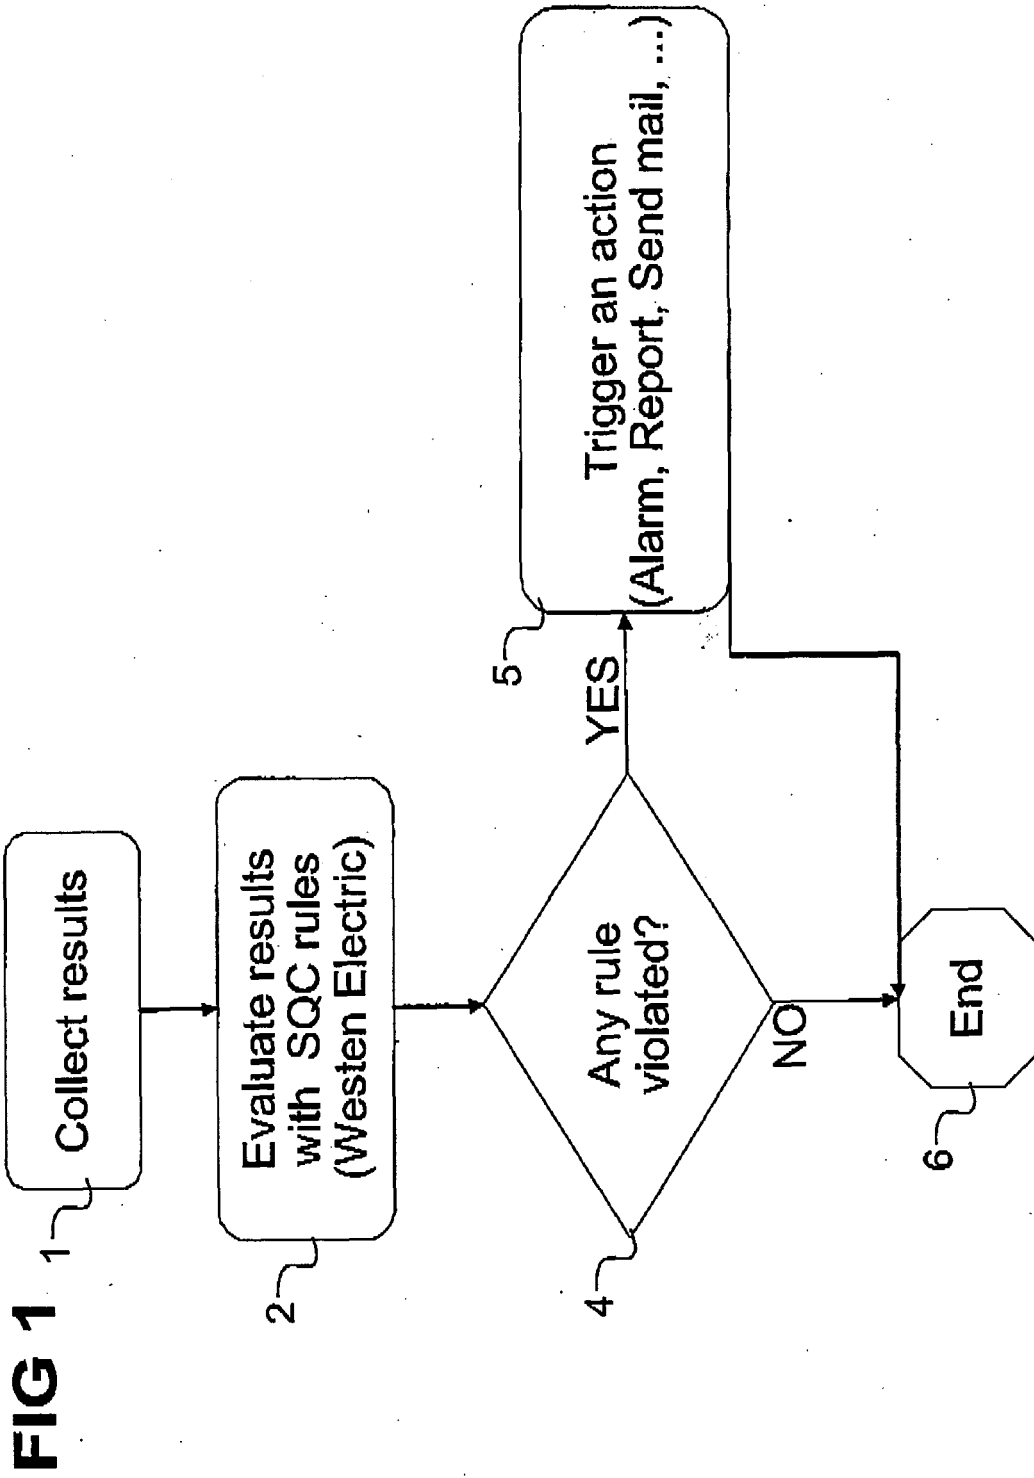 FIG 1
1
Collect results
2
Evaluate results
with SQC rules
(Westen Electric)
4
Any rule
violated?
YES
NO
5
Trigger an action
(Alarm, Report, Send mail, ...)
6
End